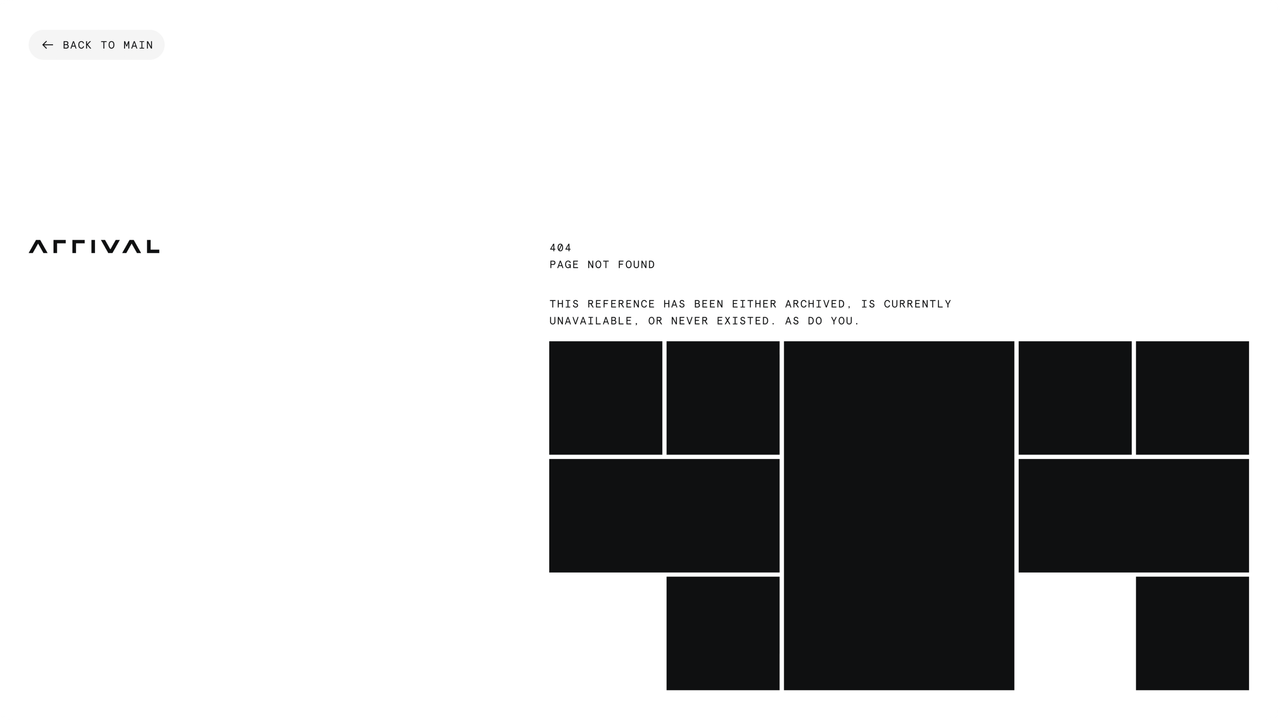 ← BACK TO MAIN
ARRIVAL
404
PAGE NOT FOUND
THIS REFERENCE HAS BEEN EITHER ARCHIVED, IS CURRENTLY
UNAVAILABLE, OR NEVER EXISTED. AS DO YOU.